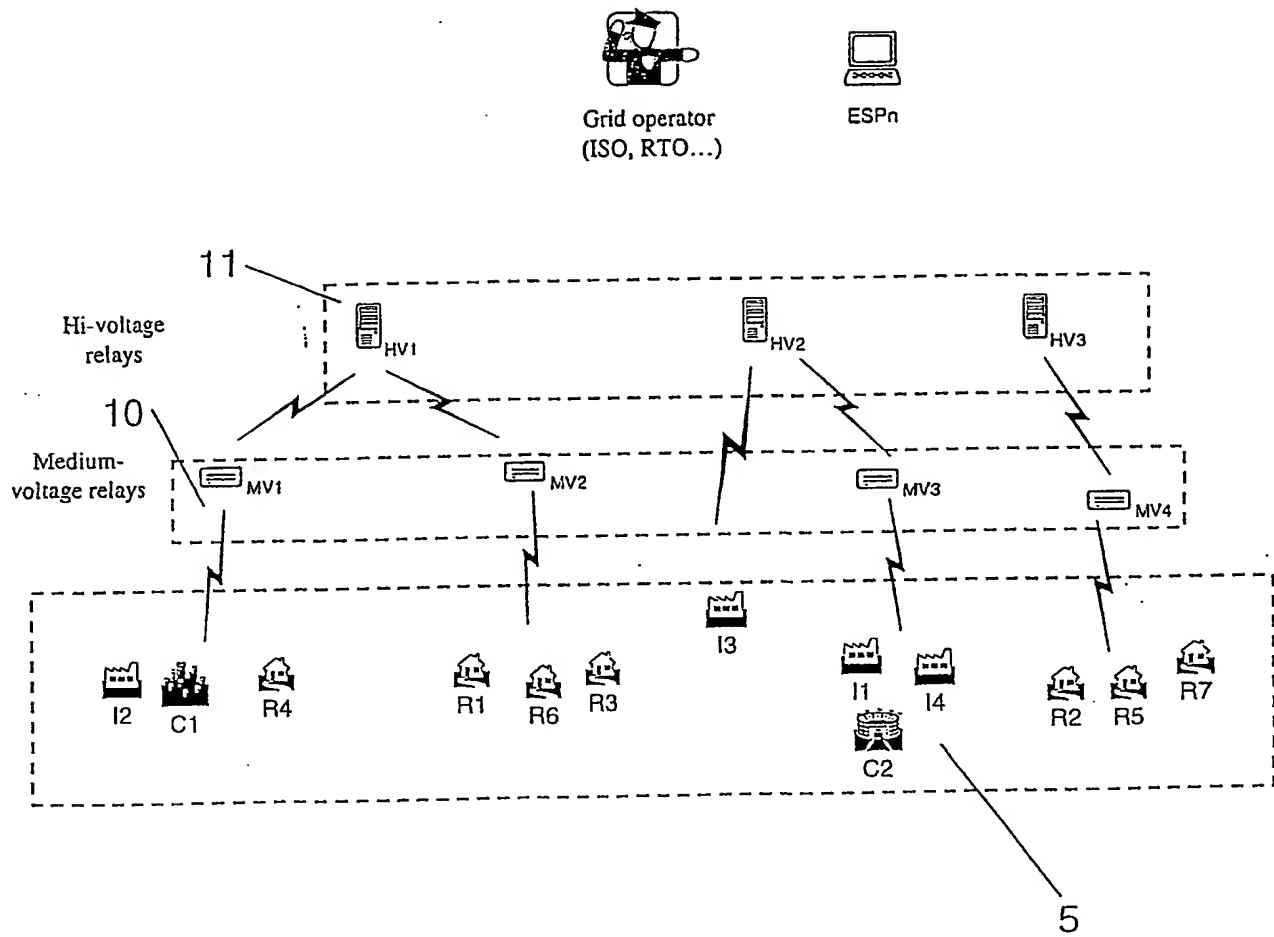 Grid operator
(ISO, RTO...)
ESPn
11
Hi-voltage
relays
HV1
HV2
HV3
10
Medium-
voltage relays
MV1
MV2
MV3
MV4
I3
I2
C1
R4
R1
R6
R3
I1
I4
C2
R2
R5
R7
5